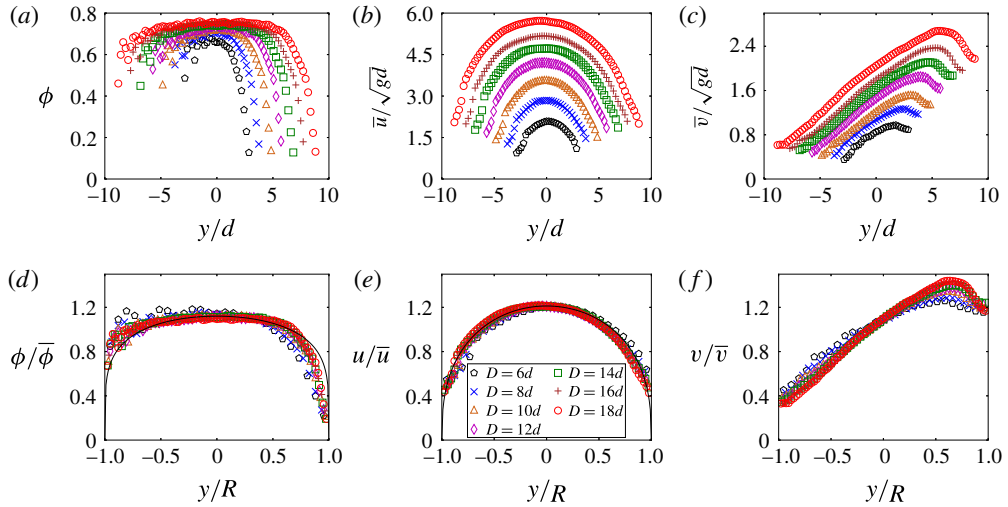 (a) (b) (c)
0.8 0.6 0.4 0.2 0
ϕ
−10 −5 0 5 10
y/d
6.0 4.5 3.0 1.5 0
u̅/√gd
−10 −5 0 5 10
y/d
2.4 1.6 0.8 0
v̅/√gd
−10 −5 0 5 10
y/d
(d) (e) (f)
1.2 0.8 0.4 0
ϕ/ϕ̅
−1.0 −0.5 0 0.5 1.0
y/R
1.2 0.8 0.4 0
u/u̅
D = 6d D = 14d
D = 8d D = 16d
D = 10d D = 18d
D = 12d
−1.0 −0.5 0 0.5 1.0
y/R
1.2 0.8 0.4 0
v/v̅
−1.0 −0.5 0 0.5 1.0
y/R